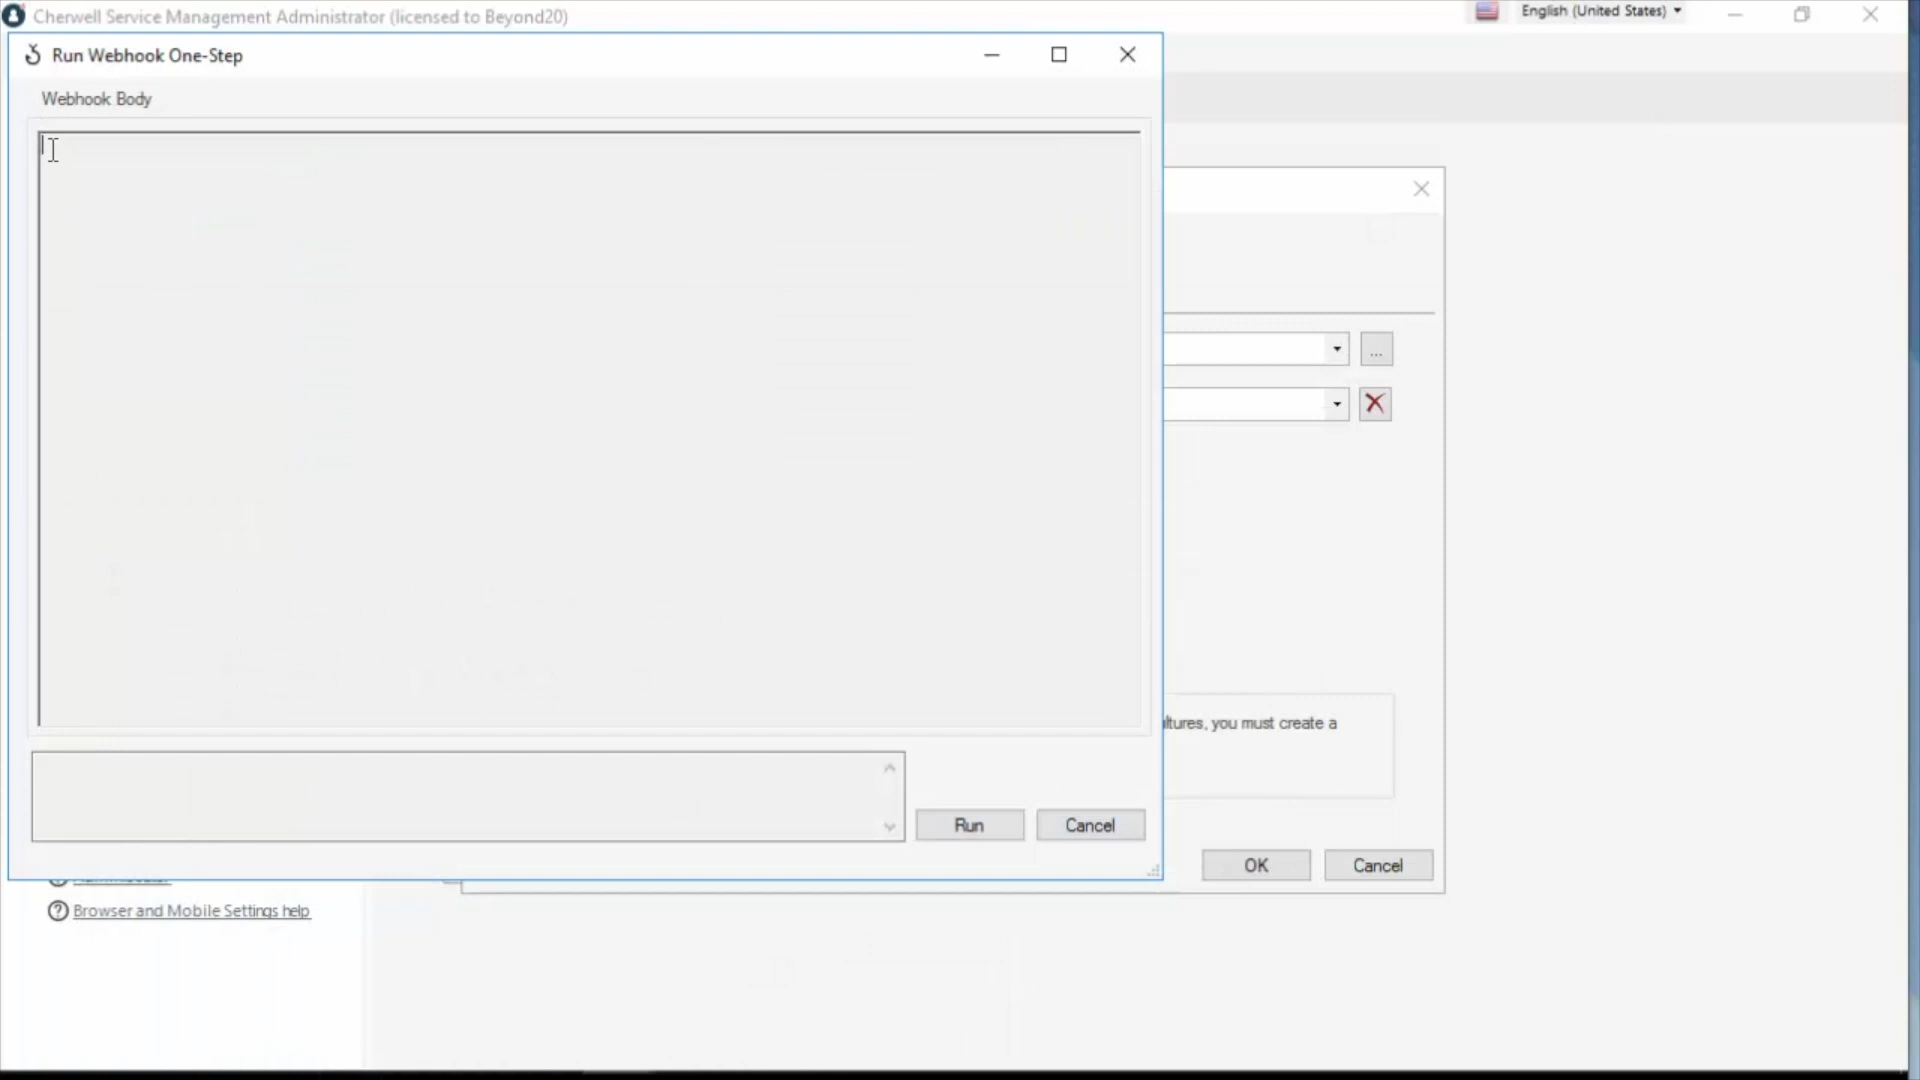 Cherwell Service Management Administrator (licensed to Beyond20)
English (United States)
Run Webhook One-Step
Webhook Body
...
ltures, you must create a
Run
Cancel
OK
Cancel
Browser and Mobile Settings help